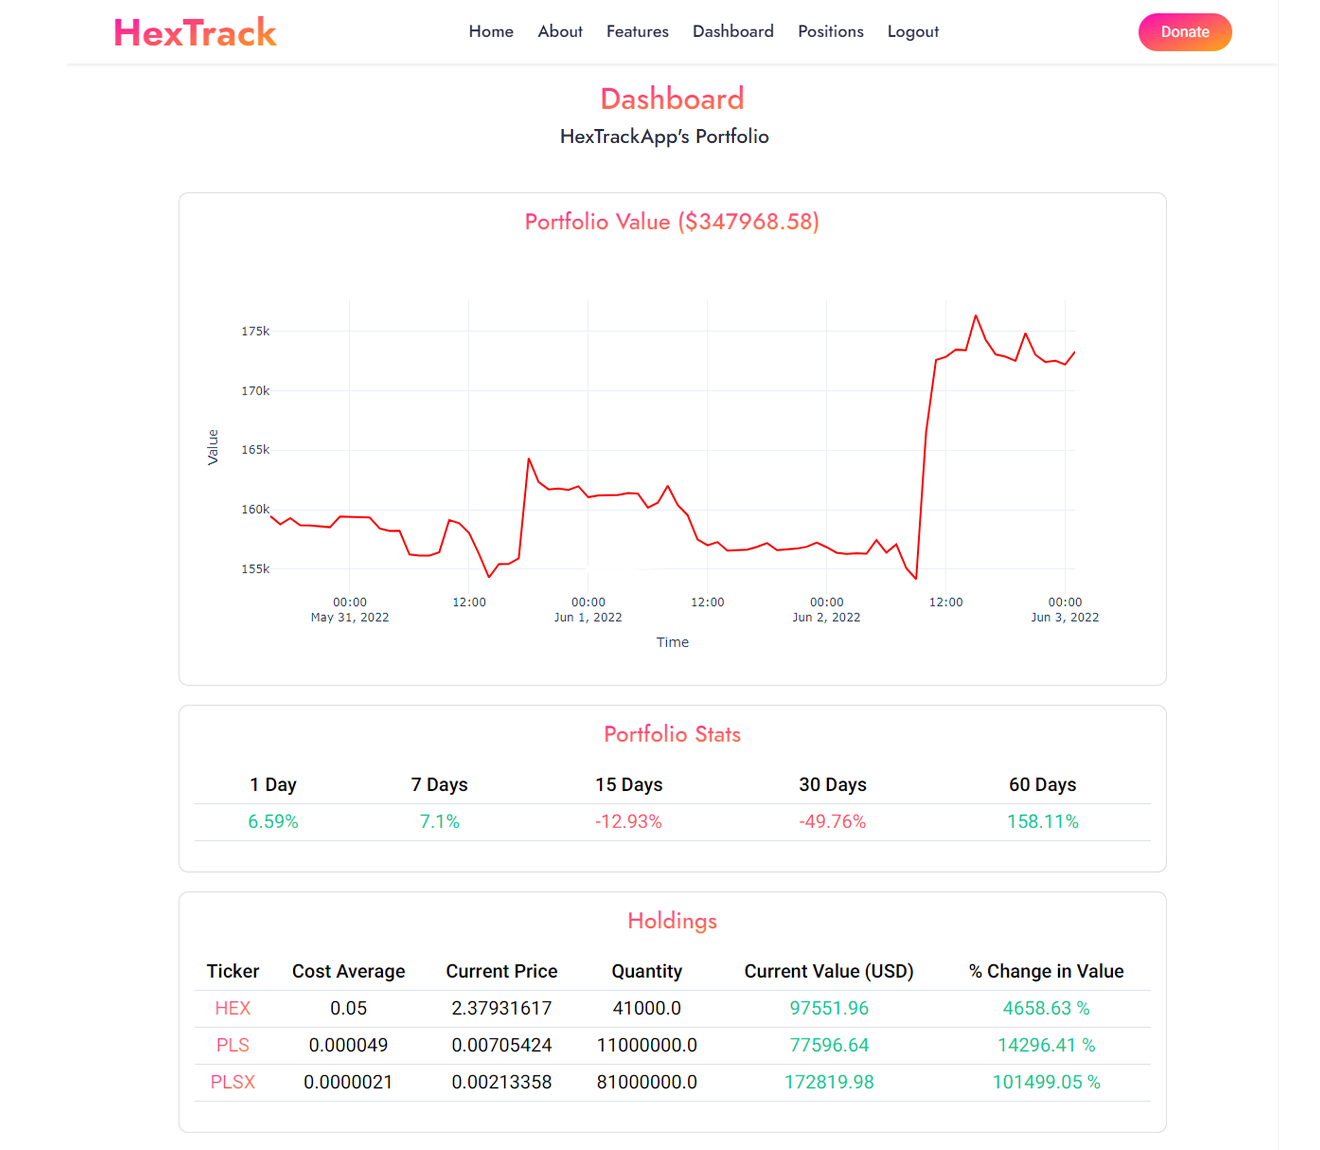 HexTrack Home About Features Dashboard Positions Logout Donate
Dashboard
HexTrackApp's Portfolio
Portfolio Value ($347968.58)
175k
170k
165k
160k
155k
Value
00:00 12:00 00:00 12:00 00:00 12:00 00:00
May 31, 2022 Jun 1, 2022 Jun 2, 2022 Jun 3, 2022
Time
Portfolio Stats
1 Day 7 Days 15 Days 30 Days 60 Days
6.59% 7.1% -12.93% -49.76% 158.11%
Holdings
Ticker Cost Average Current Price Quantity Current Value (USD) % Change in Value
HEX 0.05 2.37931617 41000.0 97551.96 4658.63 %
PLS 0.000049 0.00705424 11000000.0 77596.64 14296.41 %
PLSX 0.0000021 0.00213358 81000000.0 172819.98 101499.05 %